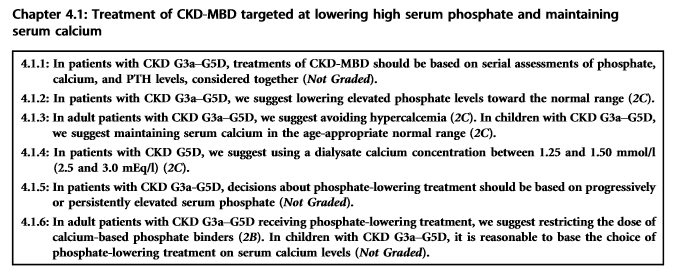 Chapter 4.1: Treatment of CKD-MBD targeted at lowering high serum phosphate and maintaining
serum calcium
4.1.1: In patients with CKD G3a–G5D, treatments of CKD-MBD should be based on serial assessments of phosphate,
calcium, and PTH levels, considered together (Not Graded).
4.1.2: In patients with CKD G3a–G5D, we suggest lowering elevated phosphate levels toward the normal range (2C).
4.1.3: In adult patients with CKD G3a–G5D, we suggest avoiding hypercalcemia (2C). In children with CKD G3a–G5D,
we suggest maintaining serum calcium in the age-appropriate normal range (2C).
4.1.4: In patients with CKD G5D, we suggest using a dialysate calcium concentration between 1.25 and 1.50 mmol/l
(2.5 and 3.0 mEq/l) (2C).
4.1.5: In patients with CKD G3a-G5D, decisions about phosphate-lowering treatment should be based on progressively
or persistently elevated serum phosphate (Not Graded).
4.1.6: In adult patients with CKD G3a–G5D receiving phosphate-lowering treatment, we suggest restricting the dose of
calcium-based phosphate binders (2B). In children with CKD G3a–G5D, it is reasonable to base the choice of
phosphate-lowering treatment on serum calcium levels (Not Graded).